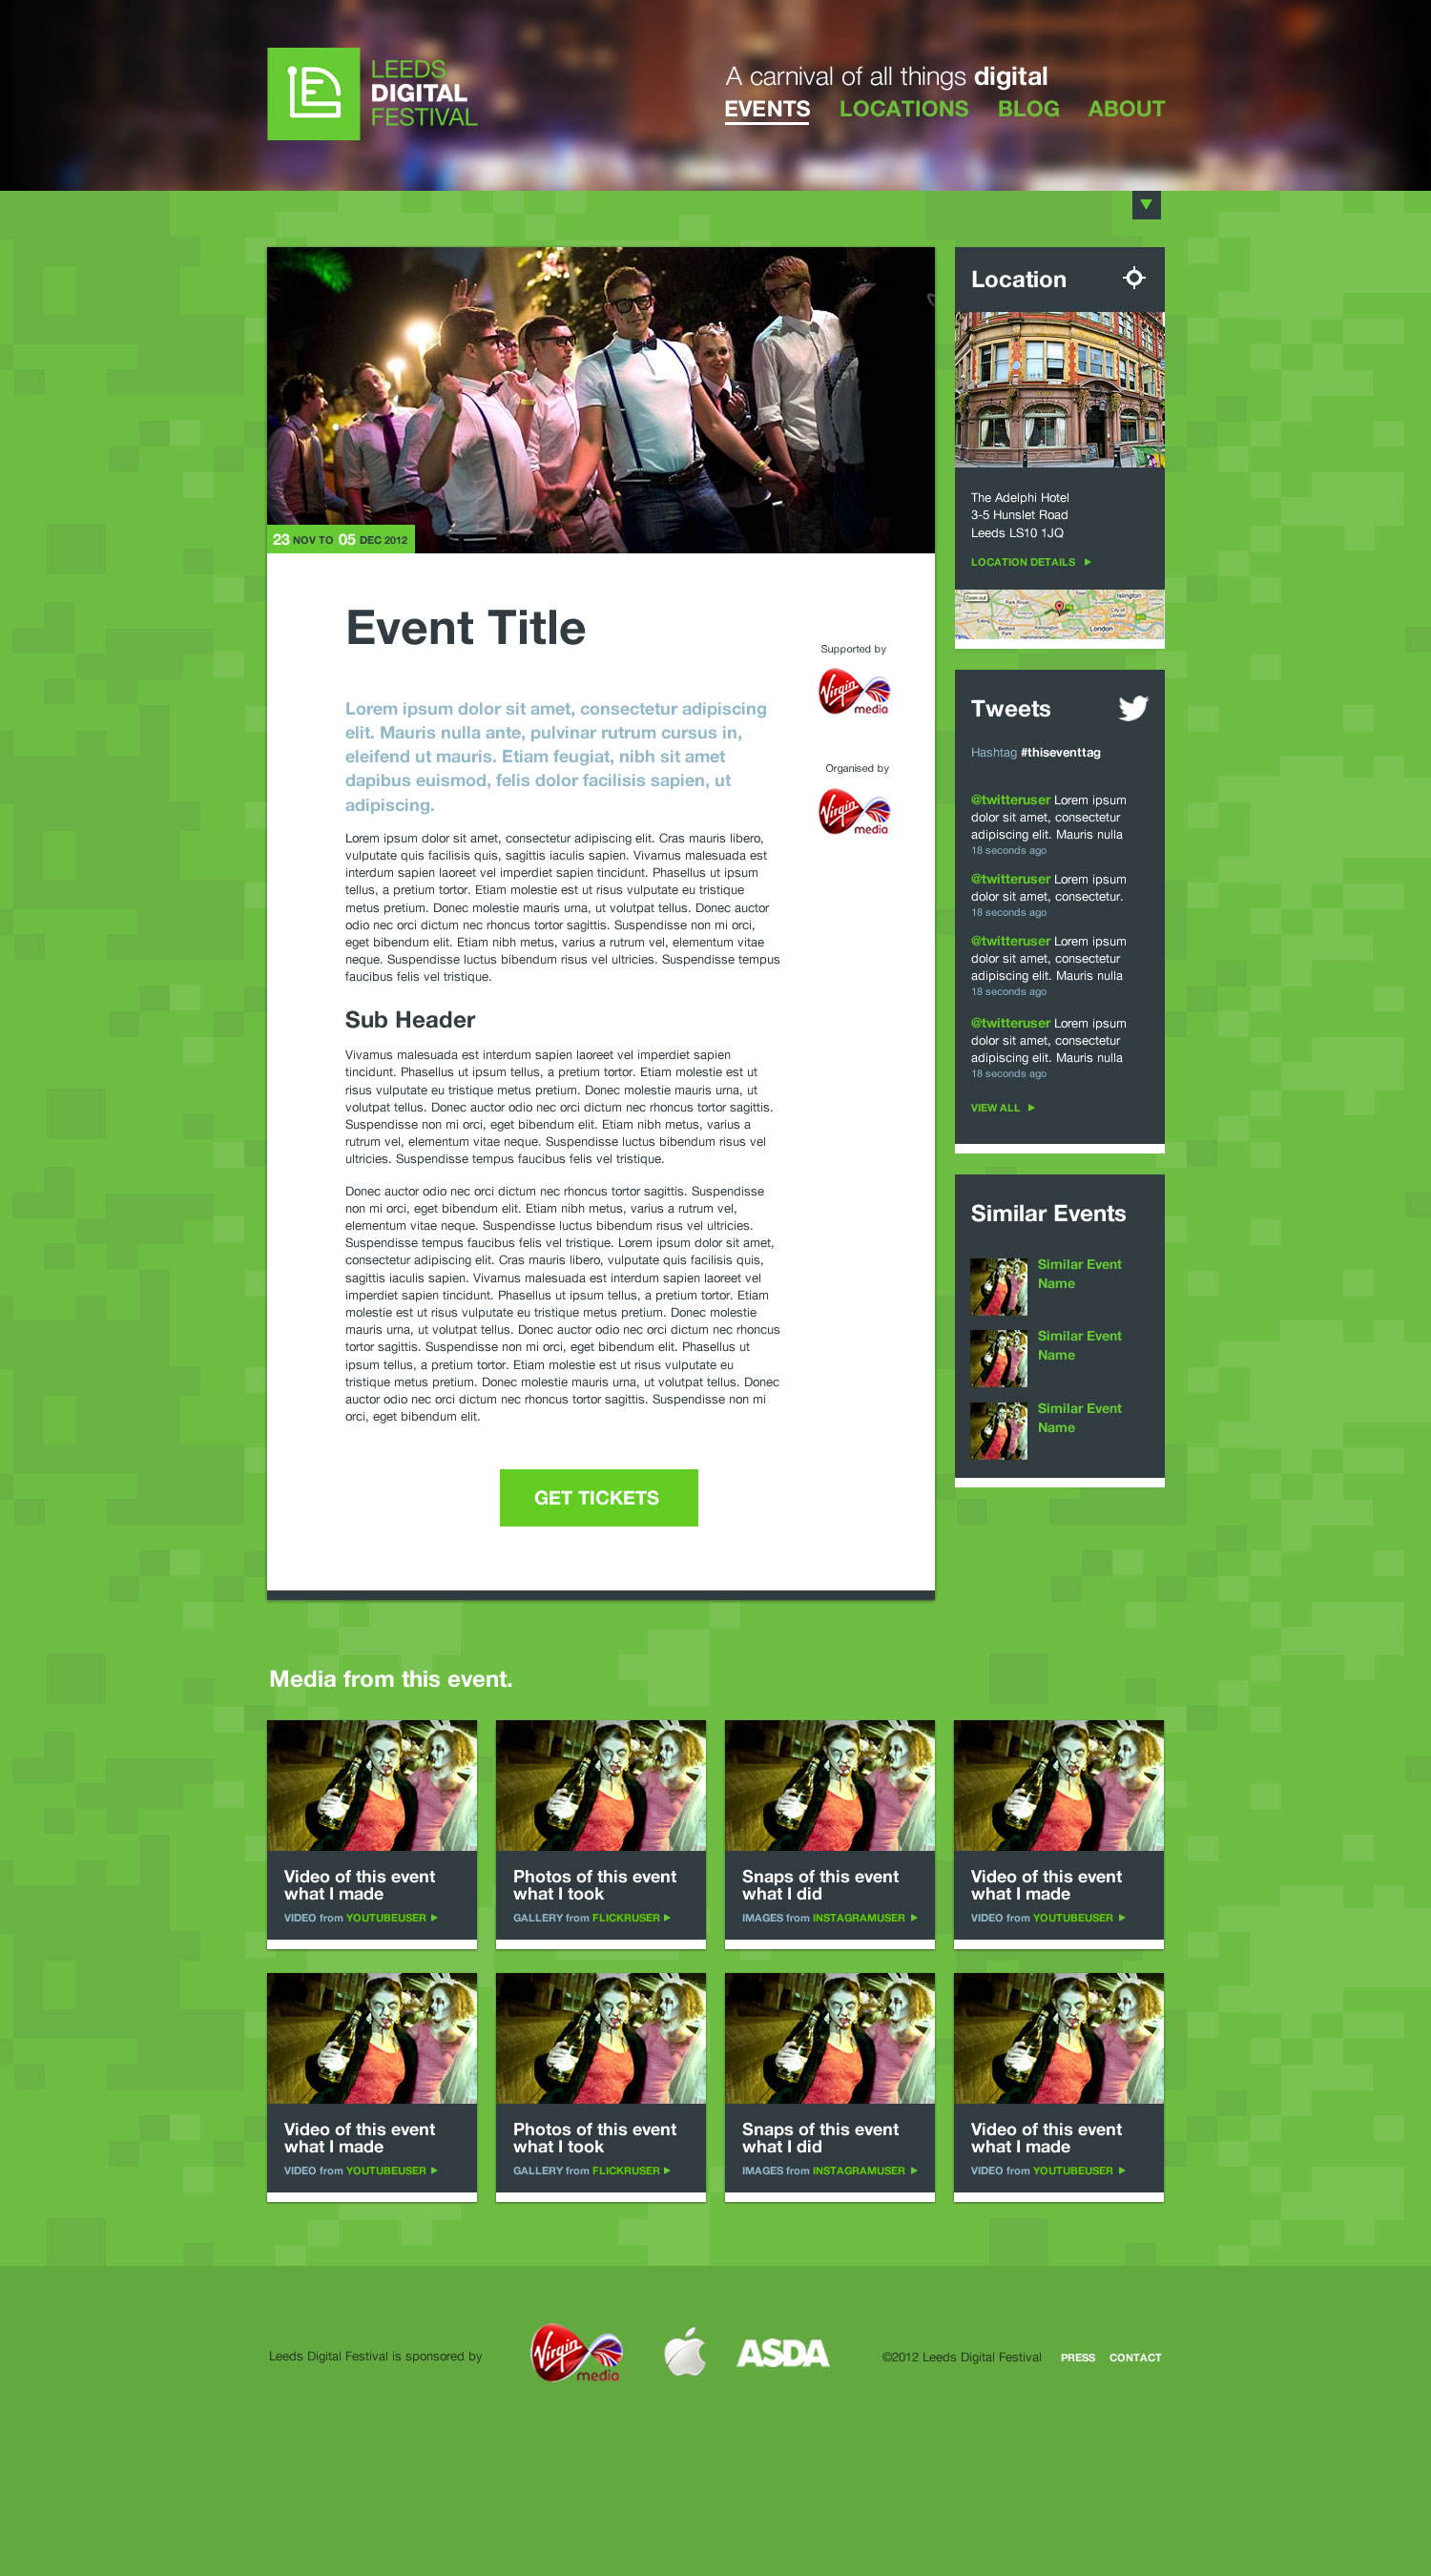 LEEDS
DIGITAL
FESTIVAL
A carnival of all things digital
EVENTS LOCATIONS BLOG ABOUT
23 NOV TO 05 DEC 2012
Event Title
Lorem ipsum dolor sit amet, consectetur adipiscing
elit. Mauris nulla ante, pulvinar rutrum cursus in,
eleifend ut mauris. Etiam feugiat, nibh sit amet
dapibus euismod, felis dolor facilisis sapien, ut
adipiscing.
Lorem ipsum dolor sit amet, consectetur adipiscing elit. Cras mauris libero,
vulputate quis facilisis quis, sagittis iaculis sapien. Vivamus malesuada est
interdum sapien laoreet vel imperdiet sapien tincidunt. Phasellus ut ipsum
tellus, a pretium tortor. Etiam molestie est ut risus vulputate eu tristique
metus pretium. Donec molestie mauris urna, ut volutpat tellus. Donec auctor
odio nec orci dictum nec rhoncus tortor sagittis. Suspendisse non mi orci,
eget bibendum elit. Etiam nibh metus, varius a rutrum vel, elementum vitae
neque. Suspendisse luctus bibendum risus vel ultricies. Suspendisse tempus
faucibus felis vel tristique.
Sub Header
Vivamus malesuada est interdum sapien laoreet vel imperdiet sapien
tincidunt. Phasellus ut ipsum tellus, a pretium tortor. Etiam molestie est ut
risus vulputate eu tristique metus pretium. Donec molestie mauris urna, ut
volutpat tellus. Donec auctor odio nec orci dictum nec rhoncus tortor sagittis.
Suspendisse non mi orci, eget bibendum elit. Etiam nibh metus, varius a
rutrum vel, elementum vitae neque. Suspendisse luctus bibendum risus vel
ultricies. Suspendisse tempus faucibus felis vel tristique.
Donec auctor odio nec orci dictum nec rhoncus tortor sagittis. Suspendisse
non mi orci, eget bibendum elit. Etiam nibh metus, varius a rutrum vel,
elementum vitae neque. Suspendisse luctus bibendum risus vel ultricies.
Suspendisse tempus faucibus felis vel tristique. Lorem ipsum dolor sit amet,
consectetur adipiscing elit. Cras mauris libero, vulputate quis facilisis quis,
sagittis iaculis sapien. Vivamus malesuada est interdum sapien laoreet vel
imperdiet sapien tincidunt. Phasellus ut ipsum tellus, a pretium tortor. Etiam
molestie est ut risus vulputate eu tristique metus pretium. Donec molestie
mauris urna, ut volutpat tellus. Donec auctor odio nec orci dictum nec rhoncus
tortor sagittis. Suspendisse non mi orci, eget bibendum elit. Phasellus ut
ipsum tellus, a pretium tortor. Etiam molestie est ut risus vulputate eu
tristique metus pretium. Donec molestie mauris urna, ut volutpat tellus. Donec
auctor odio nec orci dictum nec rhoncus tortor sagittis. Suspendisse non mi
orci, eget bibendum elit.
GET TICKETS
Supported by
Virgin
media
Organised by
Virgin
media
Location
The Adelphi Hotel
3-5 Hunslet Road
Leeds LS10 1JQ
LOCATION DETAILS
Zoom out
Islington
Park Royal
City of
London
Ealing
Kensington
London
Tweets
Hashtag #thiseventtag
@twitteruser Lorem ipsum
dolor sit amet, consectetur
adipiscing elit. Mauris nulla
18 seconds ago
@twitteruser Lorem ipsum
dolor sit amet, consectetur.
18 seconds ago
@twitteruser Lorem ipsum
dolor sit amet, consectetur
adipiscing elit. Mauris nulla
18 seconds ago
@twitteruser Lorem ipsum
dolor sit amet, consectetur
adipiscing elit. Mauris nulla
18 seconds ago
VIEW ALL
Similar Events
Similar Event
Name
Similar Event
Name
Similar Event
Name
Media from this event.
Video of this event
what I made
VIDEO from YOUTUBEUSER
Photos of this event
what I took
GALLERY from FLICKRUSER
Snaps of this event
what I did
IMAGES from INSTAGRAMUSER
Video of this event
what I made
VIDEO from YOUTUBEUSER
Video of this event
what I made
VIDEO from YOUTUBEUSER
Photos of this event
what I took
GALLERY from FLICKRUSER
Snaps of this event
what I did
IMAGES from INSTAGRAMUSER
Video of this event
what I made
VIDEO from YOUTUBEUSER
Leeds Digital Festival is sponsored by
Virgin
media
ASDA
©2012 Leeds Digital Festival PRESS CONTACT